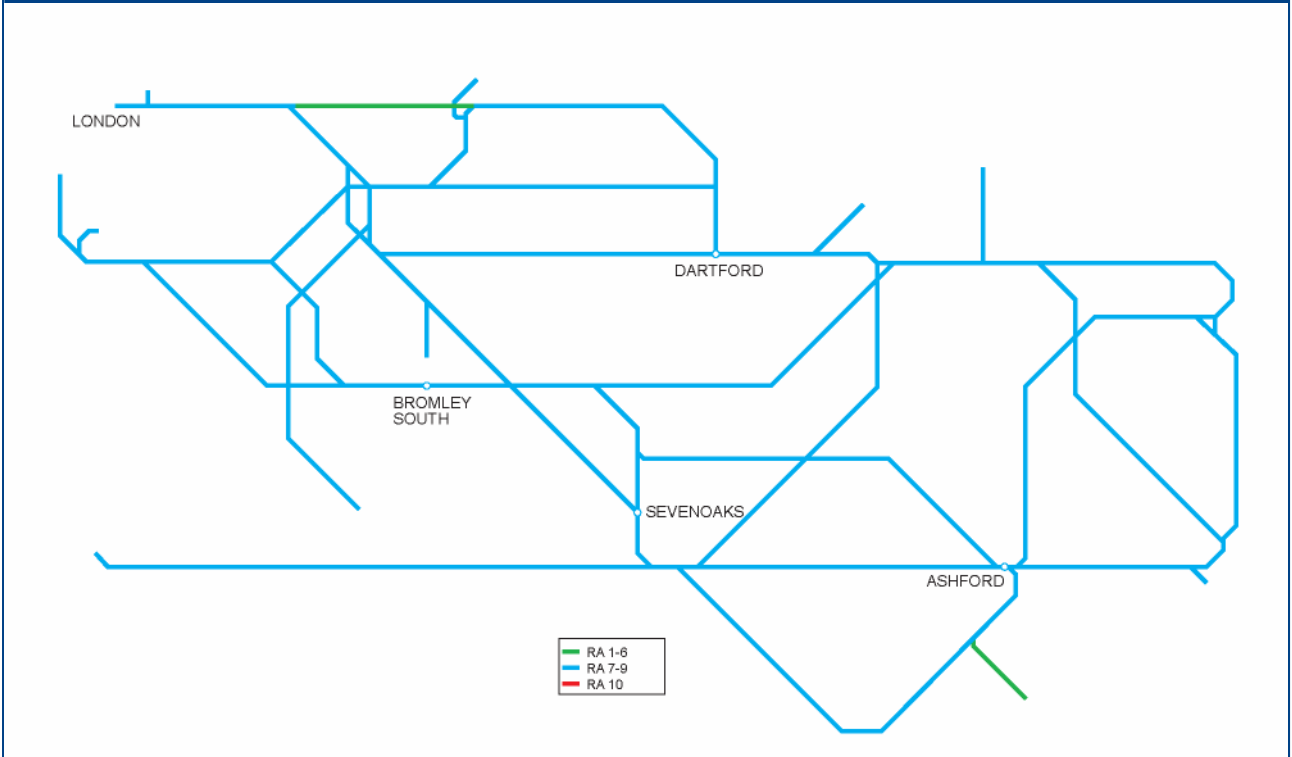 LONDON
DARTFORD
BROMLEY
SOUTH
SEVENOAKS
ASHFORD
RA 1-6
RA 7-9
RA 10